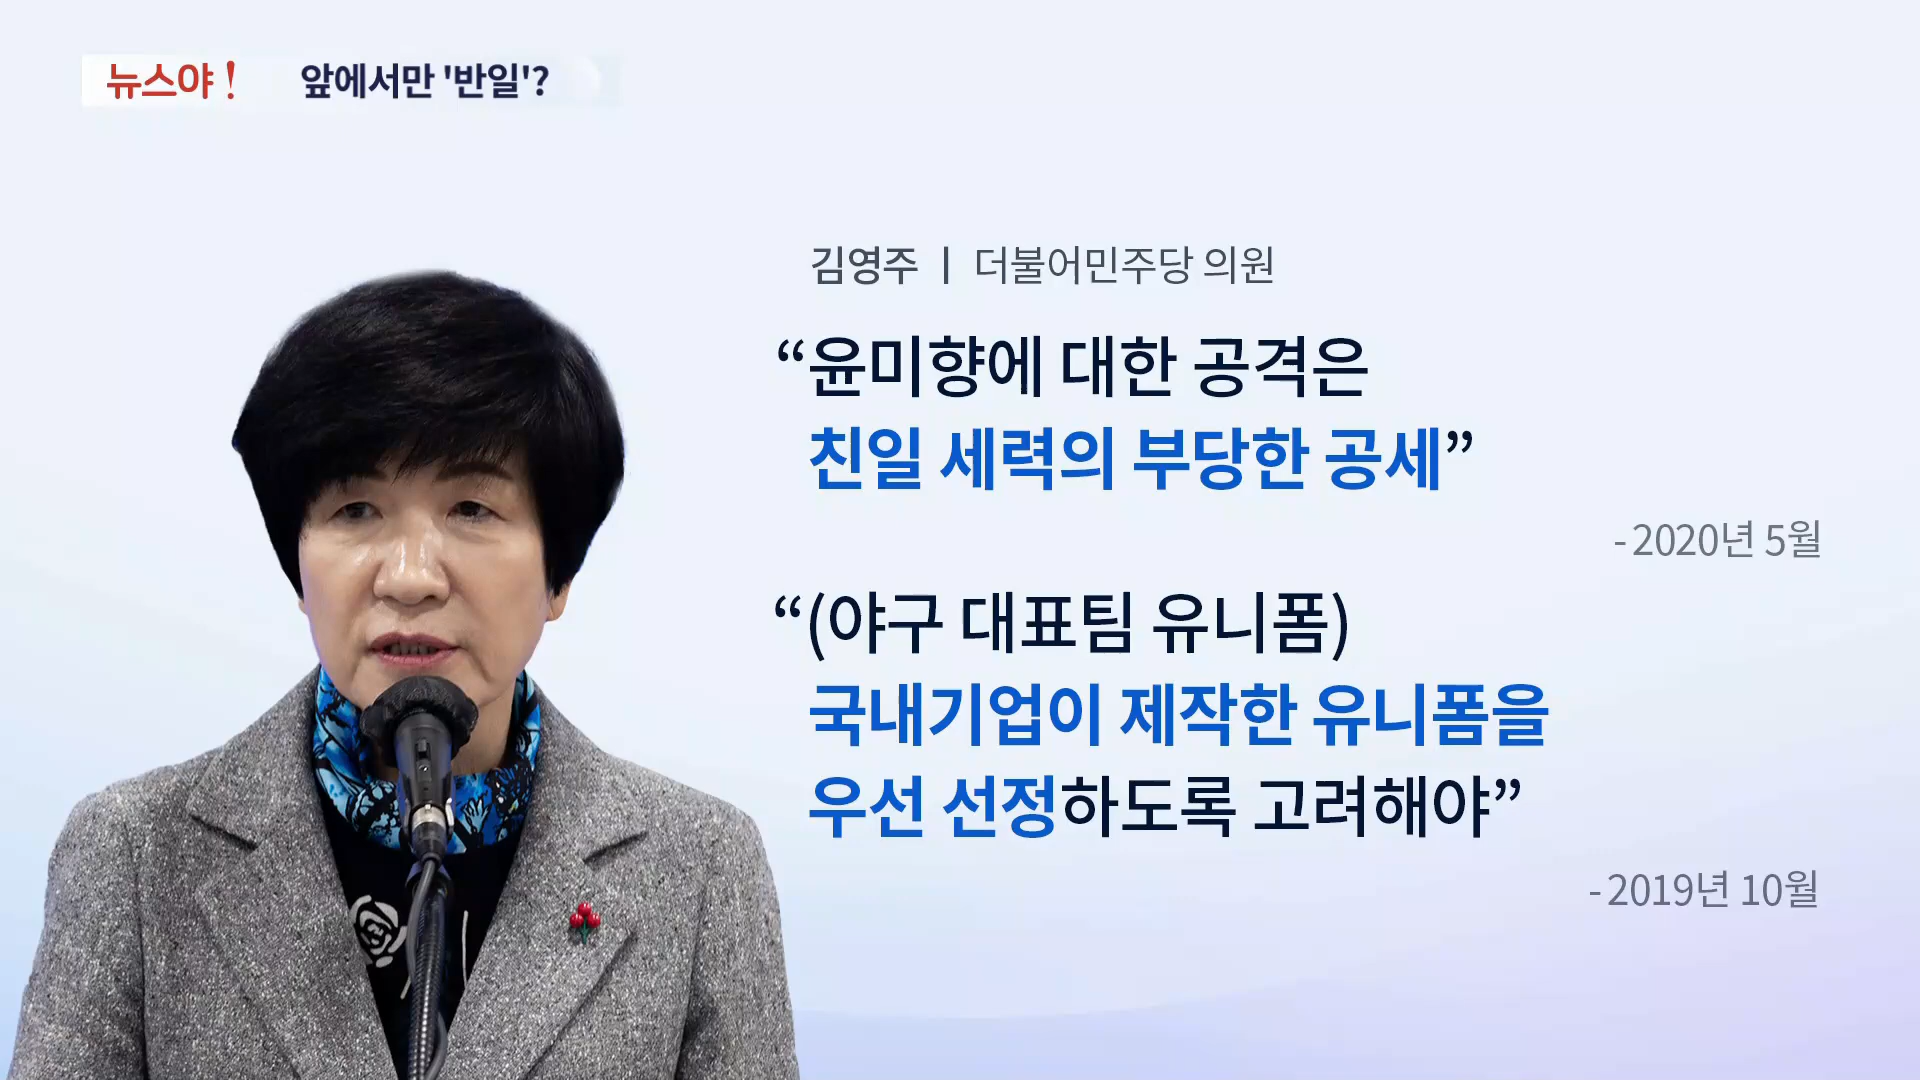 뉴스야!
앞에서만 '반일'?
김영주 | 더불어민주당 의원
“윤미향에 대한 공격은
친일 세력의 부당한 공세”
- 2020년 5월
“(야구 대표팀 유니폼)
국내기업이 제작한 유니폼을
우선 선정하도록 고려해야”
- 2019년 10월